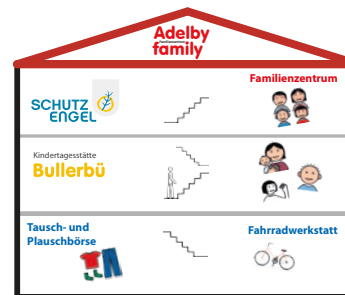 Adelby
family
Familienzentrum
SCHUTZ
ENGEL
Kindertagesstätte
Bullerbü
Tausch- und
Plauschbörse
Fahrradwerkstatt